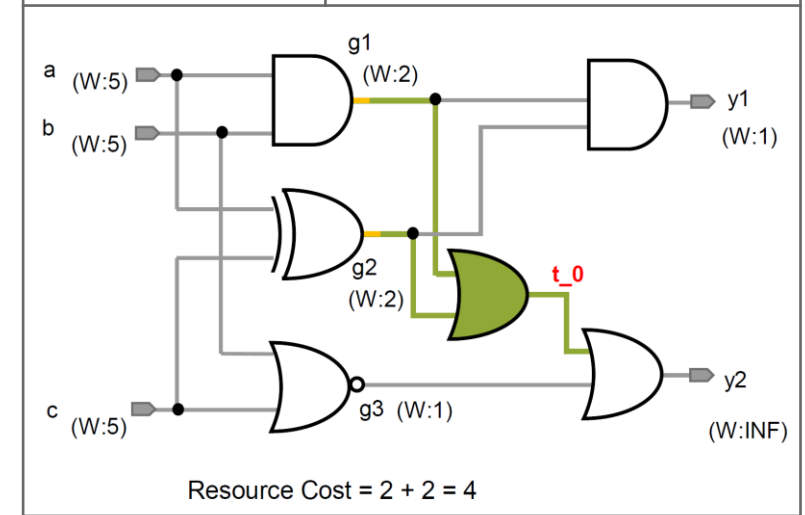 g1
(W:2)
a (W:5)
b (W:5)
y1
(W:1)
g2
(W:2)
t_0
c (W:5)
g3 (W:1)
y2
(W:INF)
Resource Cost = 2 + 2 = 4